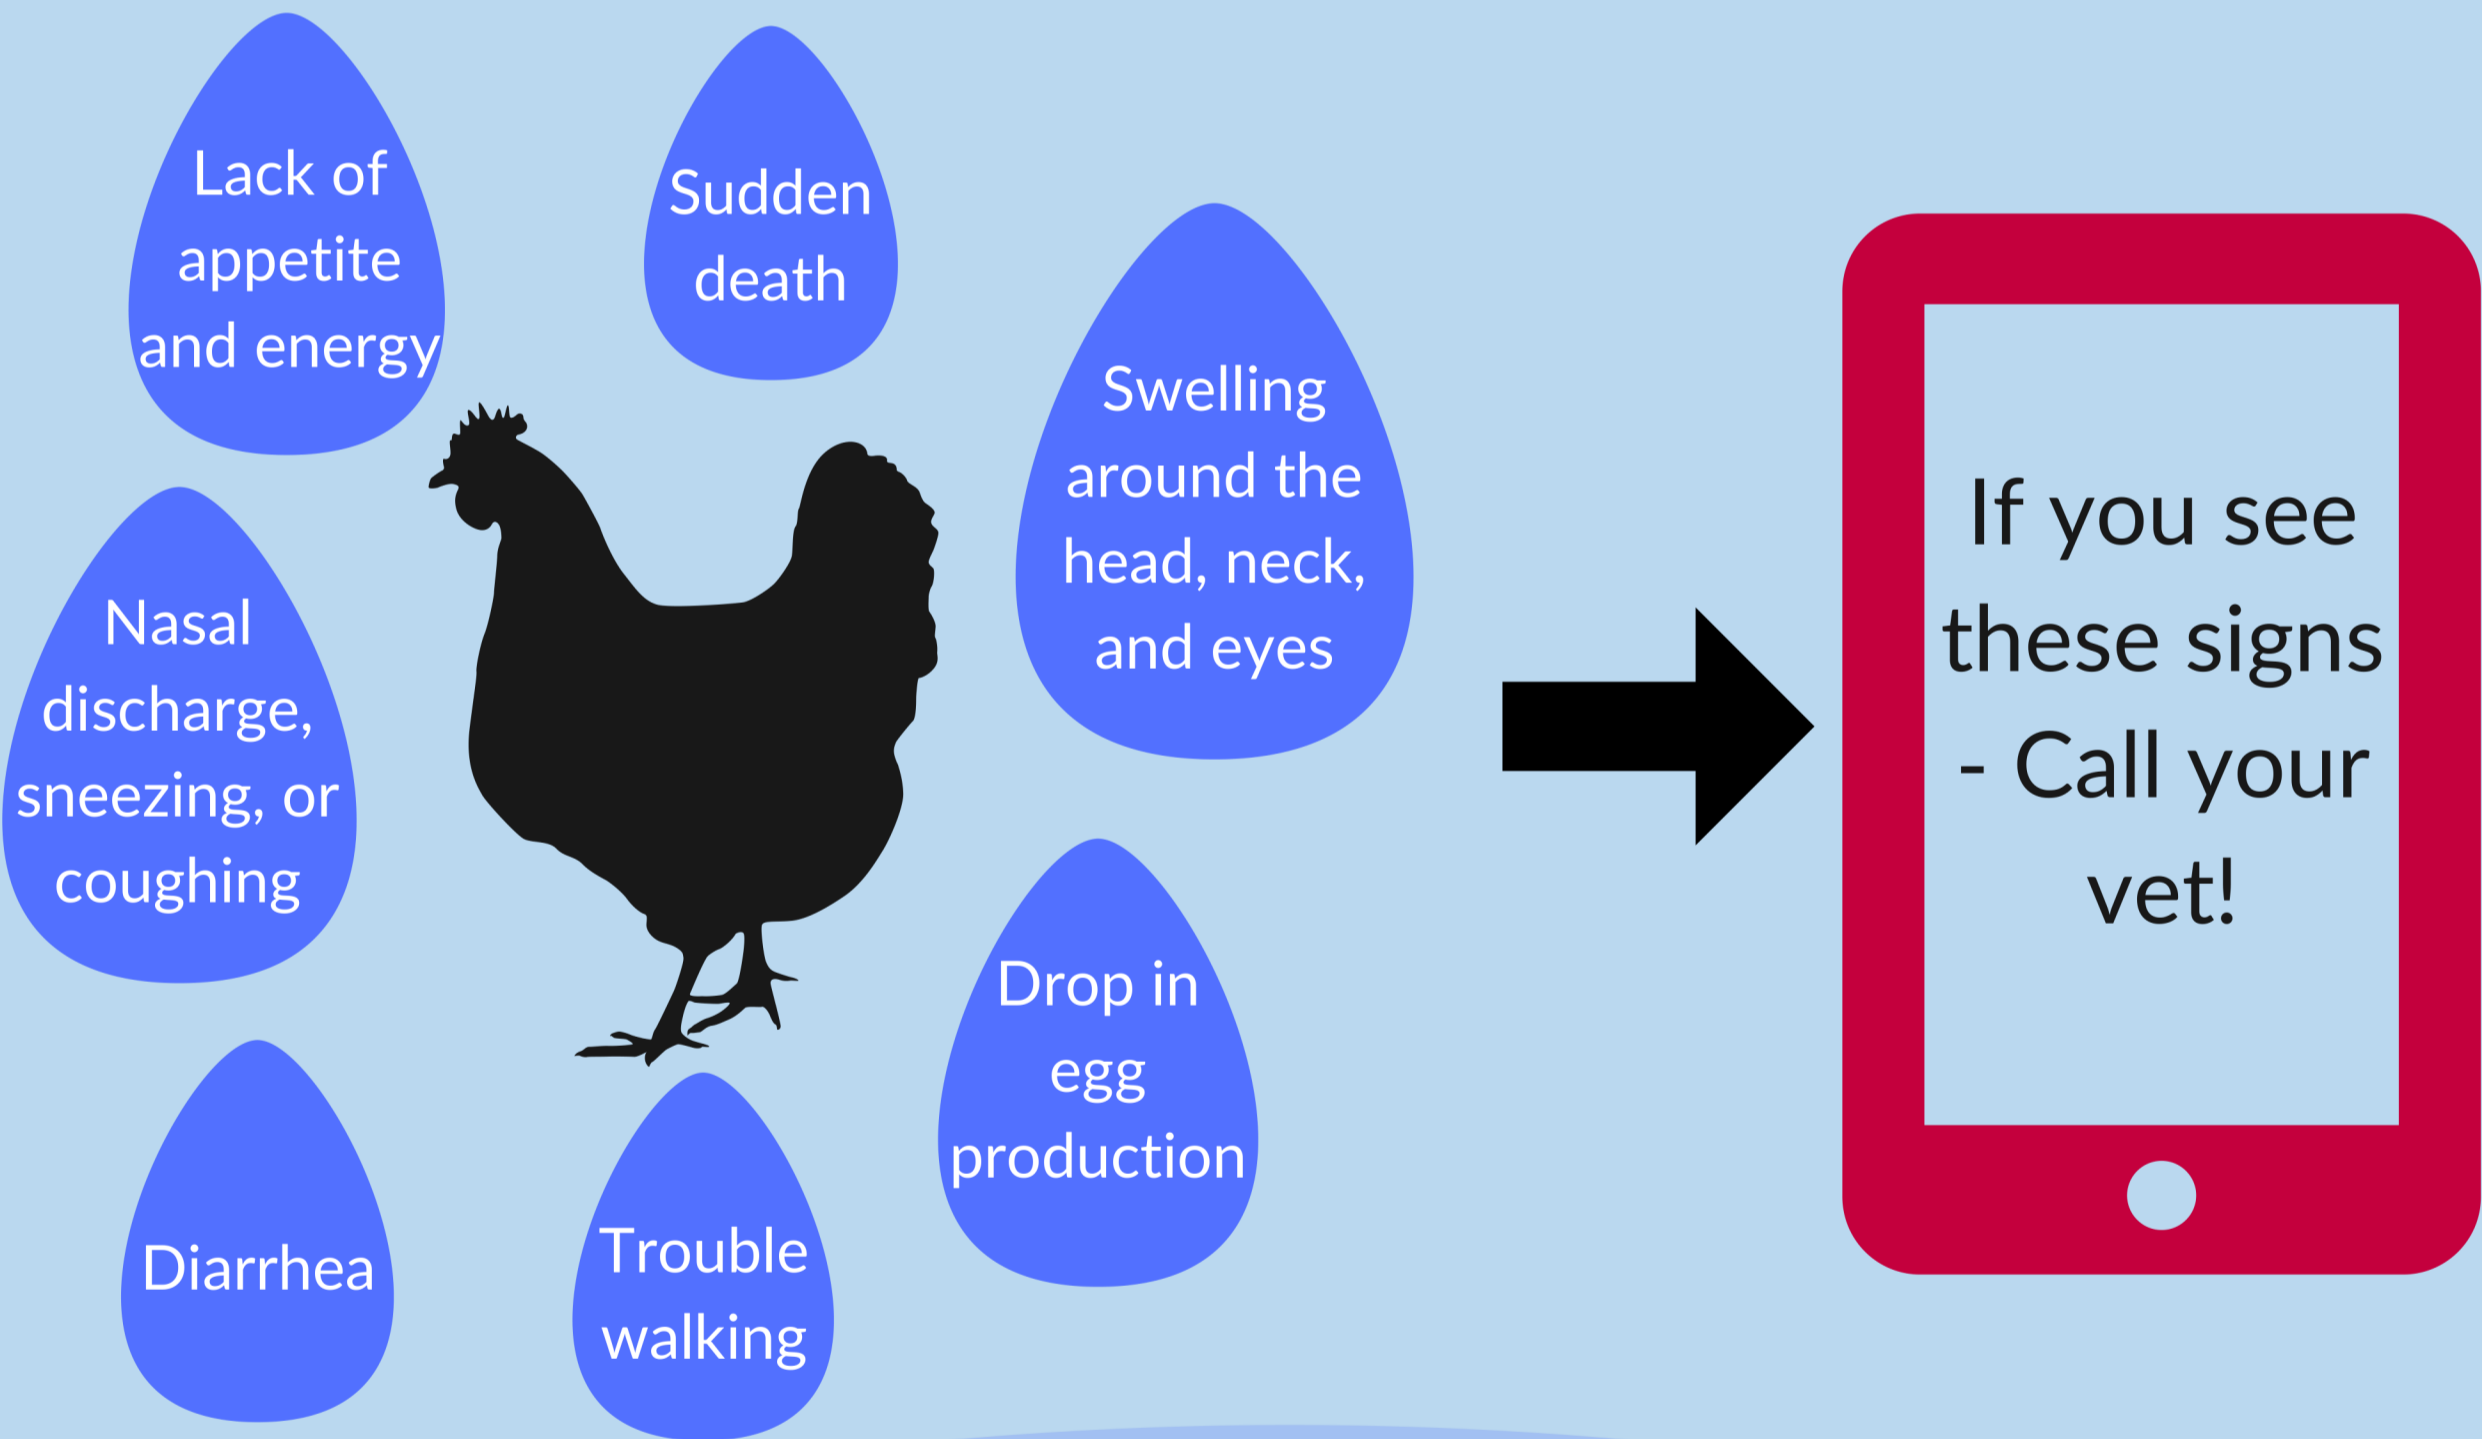 Lack of
appetite
and energy
Sudden
death
Swelling
around the
head, neck,
and eyes
Nasal
discharge,
sneezing, or
coughing
Drop in
egg
production
Diarrhea
Trouble
walking
If you see
these signs
- Call your
vet!